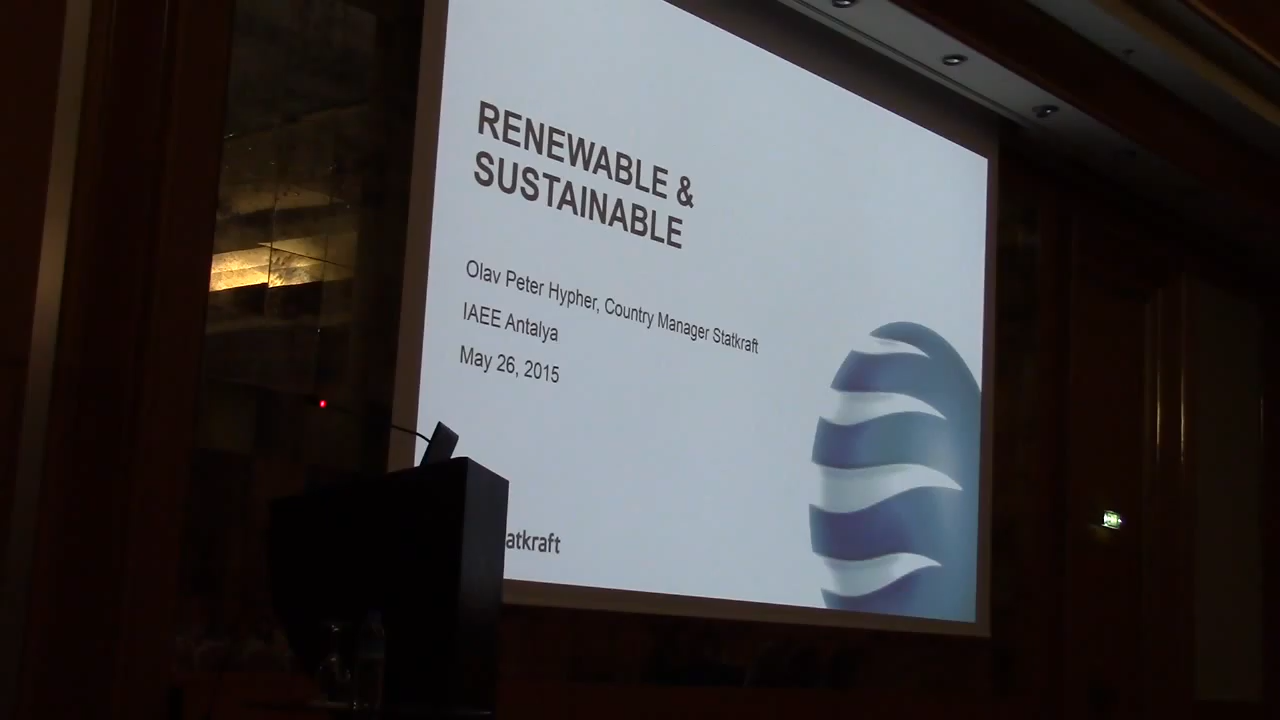 RENEWABLE &
SUSTAINABLE
Olav Peter Hypher, Country Manager Statkraft
IAEE Antalya
May 26, 2015
atkraft